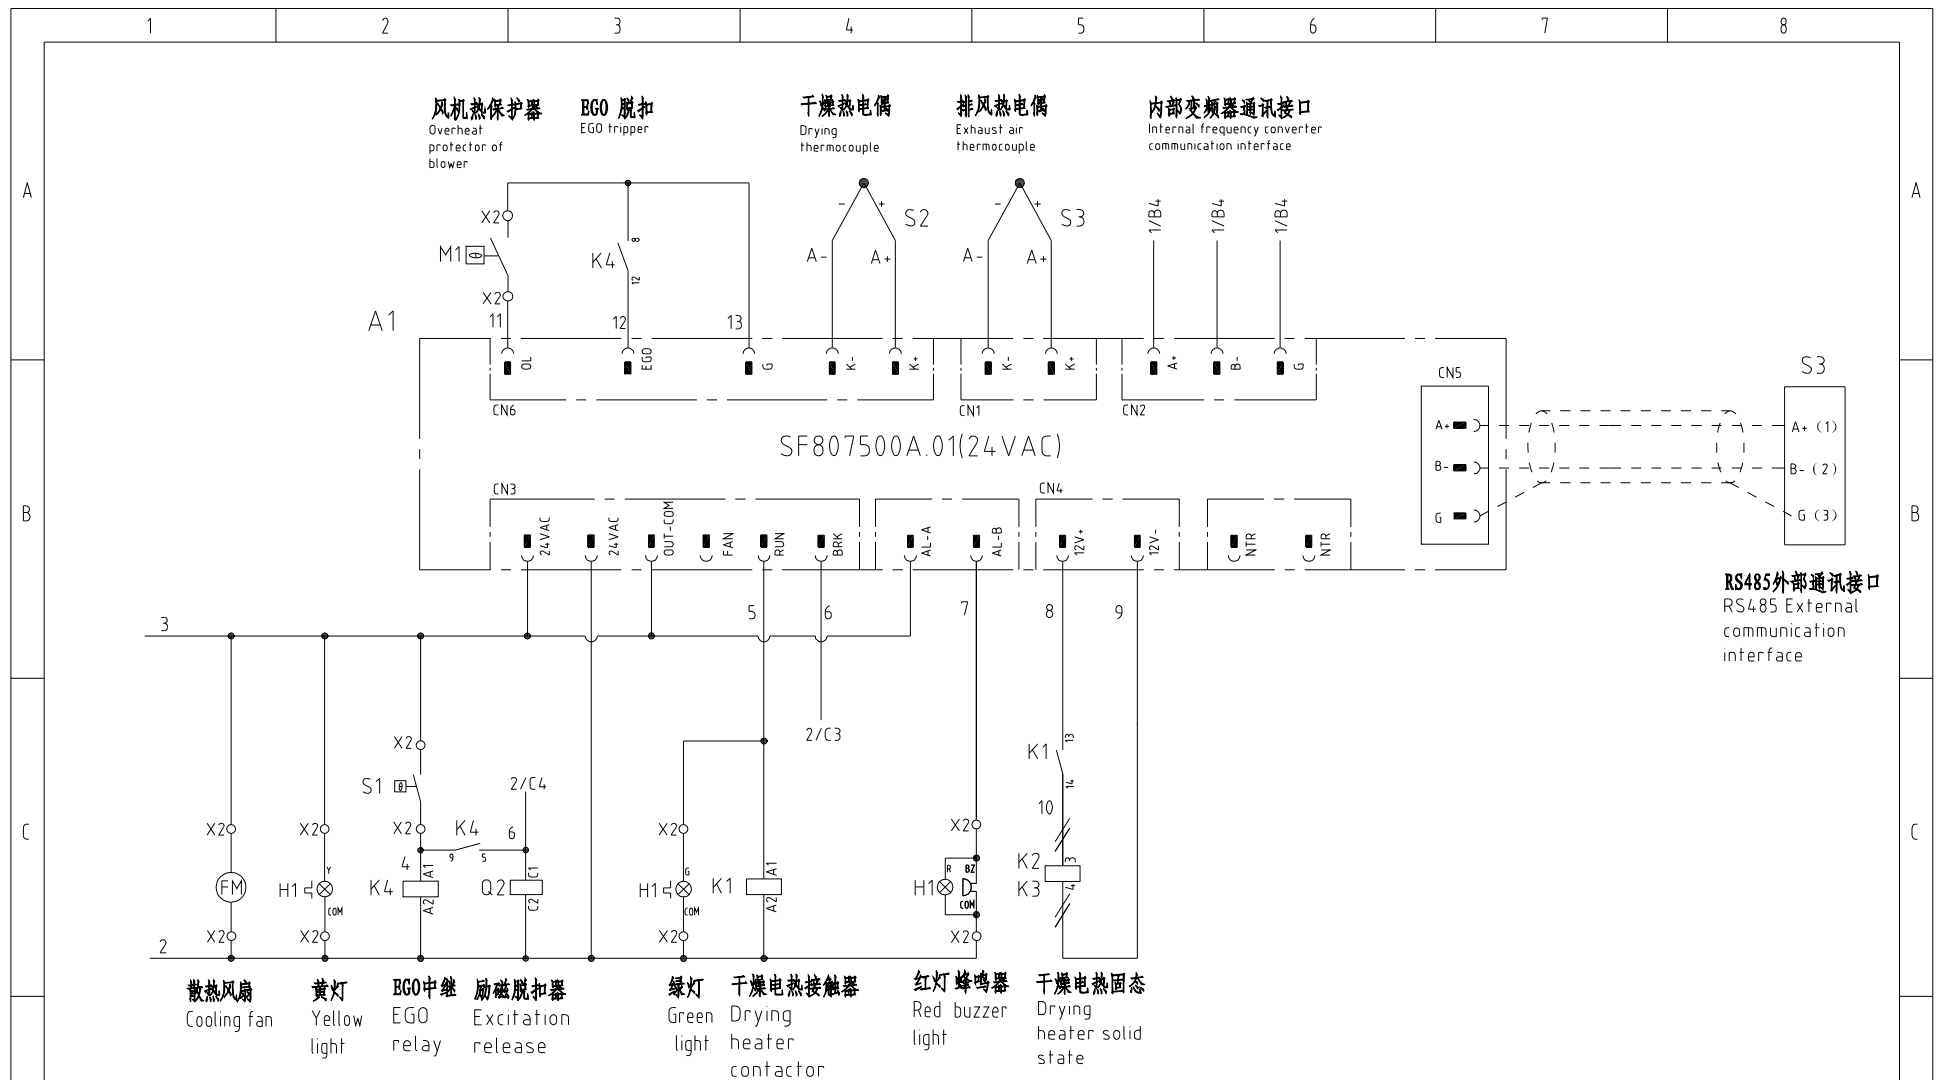 1 2 3 4 5 6 7 8
风机热保护器
Overheat
protector of
blower
EGO 脱扣
EGO tripper
干燥热电偶
Drying
thermocouple
排风热电偶
Exhaust air
thermocouple
内部变频器通讯接口
Internal frequency converter
communication interface
A A
X2
M1 θ
X2
K4
8
12
- +
S2
A- A+
- +
S3
A- A+
1/B4 1/B4 1/B4
A1
11 12 13
OL EGO G K- K+ K- K+ A+ B- G
CN6 CN1 CN2
CN5
A+
B-
G
S3
A+ (1)
B- (2)
G (3)
SF807500A.01(24VAC)
B B
CN3 CN4
24VAC 24VAC OUT-COM FAN RUN BRK AL-A AL-B 12V+ 12V- NTR NTR
RS485外部通讯接口
RS485 External
communication
interface
3
5 6 7 8 9
2/C3
C C
X2
FM
X2
X2
Y
H1
COM
X2
X2
S1 θ
X2
4
K4
A1
A2
K4
9 5
2/C4
6
Q2
C1
C2
X2
G
H1
COM
X2
K1
A1
A2
X2
R BZ
H1
COM
X2
K1
13
14
10
K2
K3
3
4
2
散热风扇
Cooling fan
黄灯
Yellow
light
EGO中继
EGO
relay
励磁脱扣器
Excitation
release
绿灯
Green
light
干燥电热接触器
Drying
heater
contactor
红灯 蜂鸣器
Red buzzer
light
干燥电热固态
Drying
heater solid
state